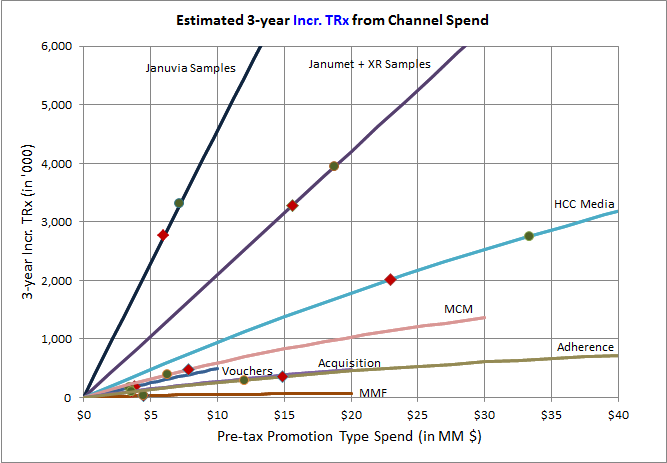 Estimated 3-year Incr. TRx from Channel Spend
6,000
5,000
4,000
3,000
2,000
1,000
0
3-year Incr. TRx (in '000)
Januvia Samples
Janumet + XR Samples
HCC Media
MCM
Adherence
Acquisition
Vouchers
MMF
$0
$5
$10
$15
$20
$25
$30
$35
$40
Pre-tax Promotion Type Spend (in MM $)